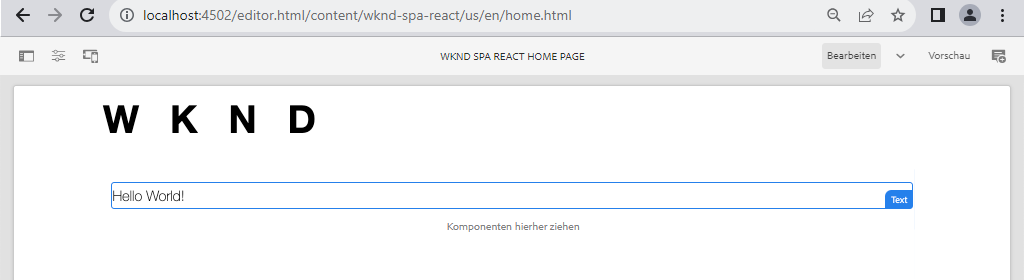 localhost:4502/editor.html/content/wknd-spa-react/us/en/home.html
WKND SPA REACT HOME PAGE Bearbeiten Vorschau
W K N D
Hello World!
Text
Komponenten hierher ziehen